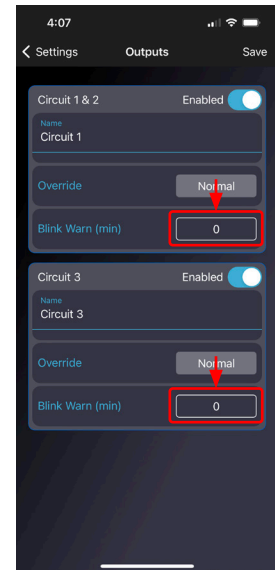 4:07
Settings Outputs Save
Circuit 1 & 2 Enabled
Name
Circuit 1
Override Normal
Blink Warn (min) 0
Circuit 3 Enabled
Name
Circuit 3
Override Normal
Blink Warn (min) 0